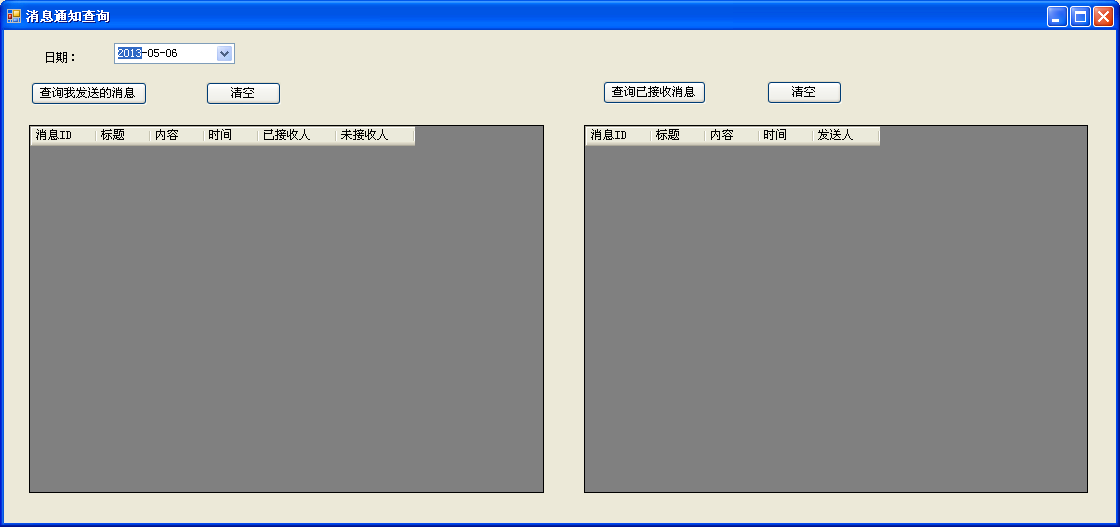 消息通知查询
日期： 2013-05-06
查询我发送的消息 清空 查询已接收消息 清空
消息ID 标题 内容 时间 已接收人 未接收人 消息ID 标题 内容 时间 发送人